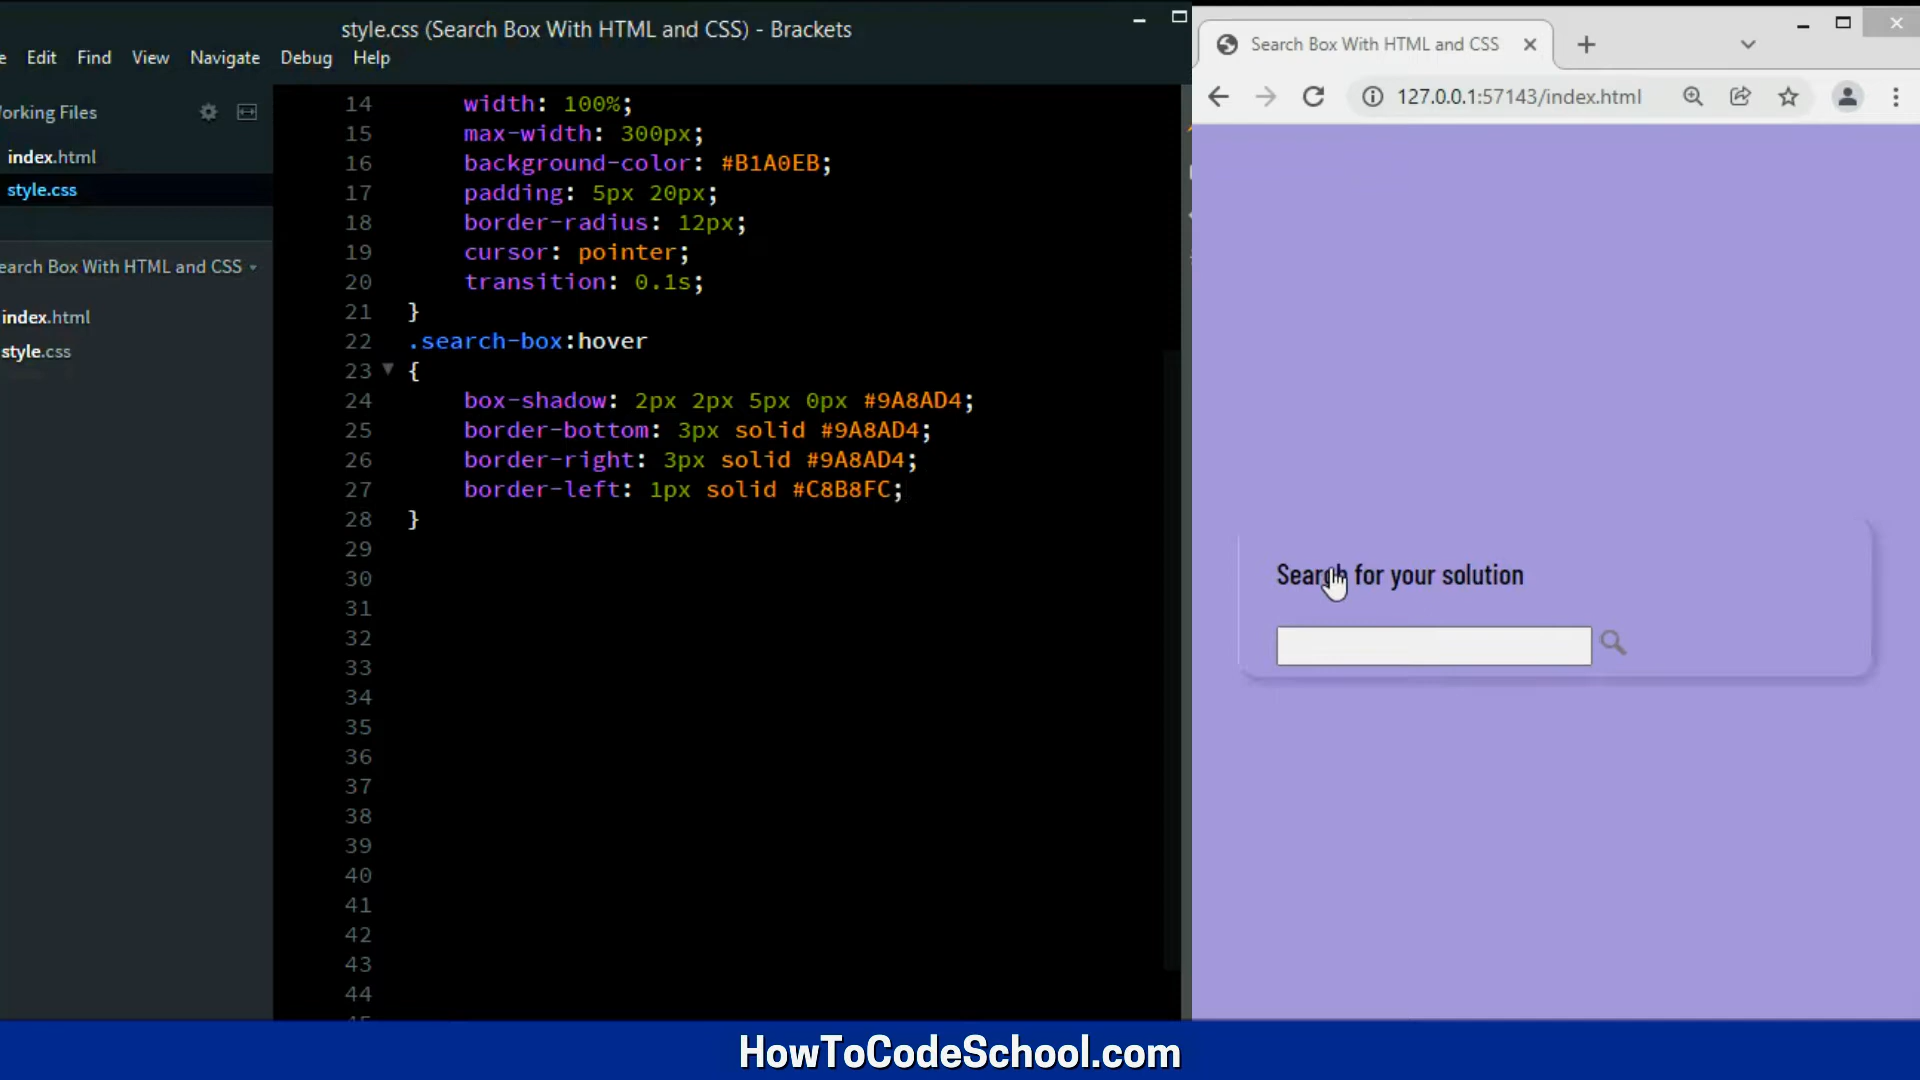 style.css (Search Box With HTML and CSS) - Brackets
e Edit Find View Navigate Debug Help
orking Files
index.html
style.css
earch Box With HTML and CSS
index.html
style.css
14 width: 100%;
15 max-width: 300px;
16 background-color: #B1A0EB;
17 padding: 5px 20px;
18 border-radius: 12px;
19 cursor: pointer;
20 transition: 0.1s;
21 }
22 .search-box:hover
23 {
24 box-shadow: 2px 2px 5px 0px #9A8AD4;
25 border-bottom: 3px solid #9A8AD4;
26 border-right: 3px solid #9A8AD4;
27 border-left: 1px solid #C8B8FC;
28 }
29
30
31
32
33
34
35
36
37
38
39
40
41
42
43
44
Search Box With HTML and CSS
127.0.0.1:57143/index.html
Search for your solution
HowToCodeSchool.com